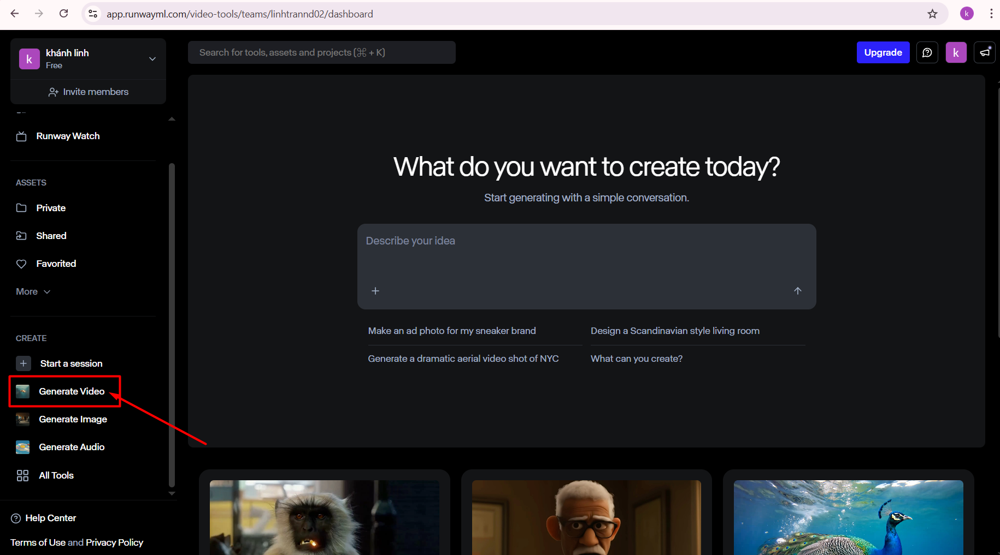 app.runwayml.com/video-tools/teams/linhtrannd02/dashboard
k
k
khánh linh
Free
Invite members
Search for tools, assets and projects (⌘ + K)
Upgrade
k
Runway Watch
ASSETS
Private
Shared
Favorited
More
CREATE
Start a session
Generate Video
Generate Image
Generate Audio
All Tools
Help Center
Terms of Use and Privacy Policy
What do you want to create today?
Start generating with a simple conversation.
Describe your idea
Make an ad photo for my sneaker brand
Design a Scandinavian style living room
Generate a dramatic aerial video shot of NYC
What can you create?